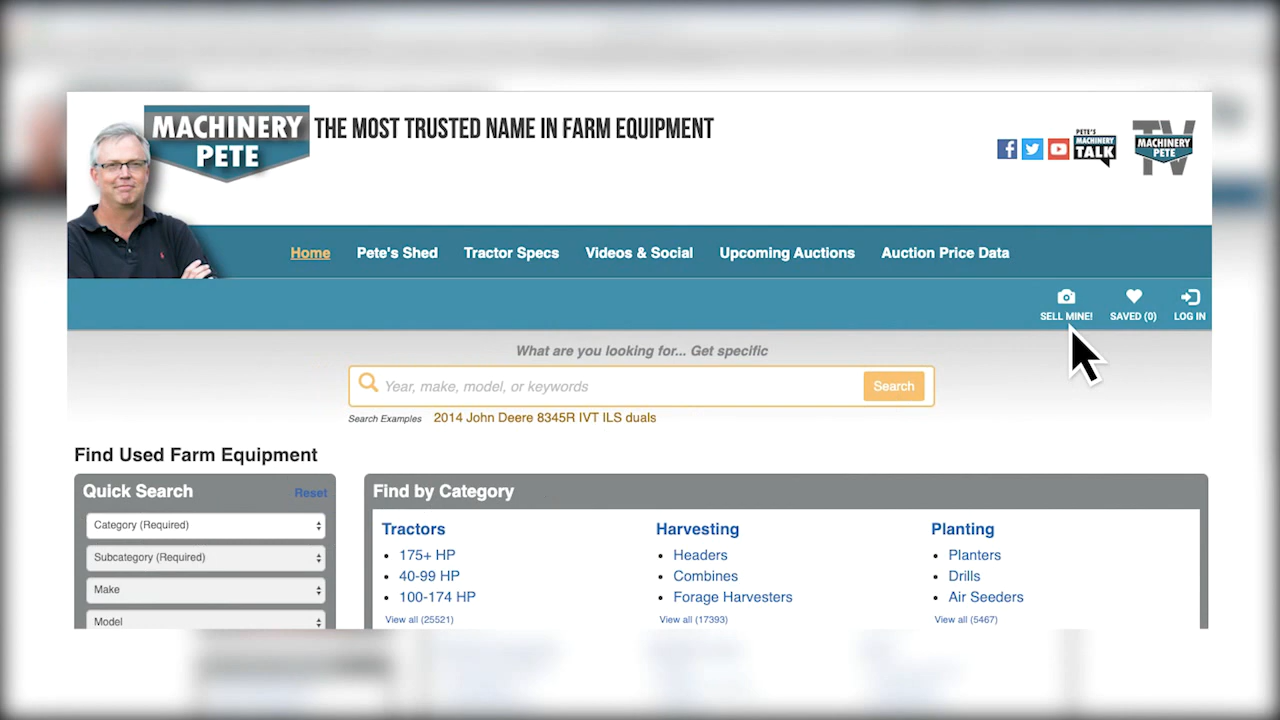 MACHINERY
PETE
THE MOST TRUSTED NAME IN FARM EQUIPMENT
PETE'S
MACHINERY
TALK
TV
MACHINERY
PETE
Home Pete's Shed Tractor Specs Videos & Social Upcoming Auctions Auction Price Data
SELL MINE! SAVED (0) LOG IN
What are you looking for... Get specific
Year, make, model, or keywords Search
Search Examples 2014 John Deere 8345R IVT ILS duals
Find Used Farm Equipment
Quick Search Reset
Category (Required)
Subcategory (Required)
Make
Model
Find by Category
Tractors
175+ HP
40-99 HP
100-174 HP
View all (25521)
Harvesting
Headers
Combines
Forage Harvesters
View all (17393)
Planting
Planters
Drills
Air Seeders
View all (5467)